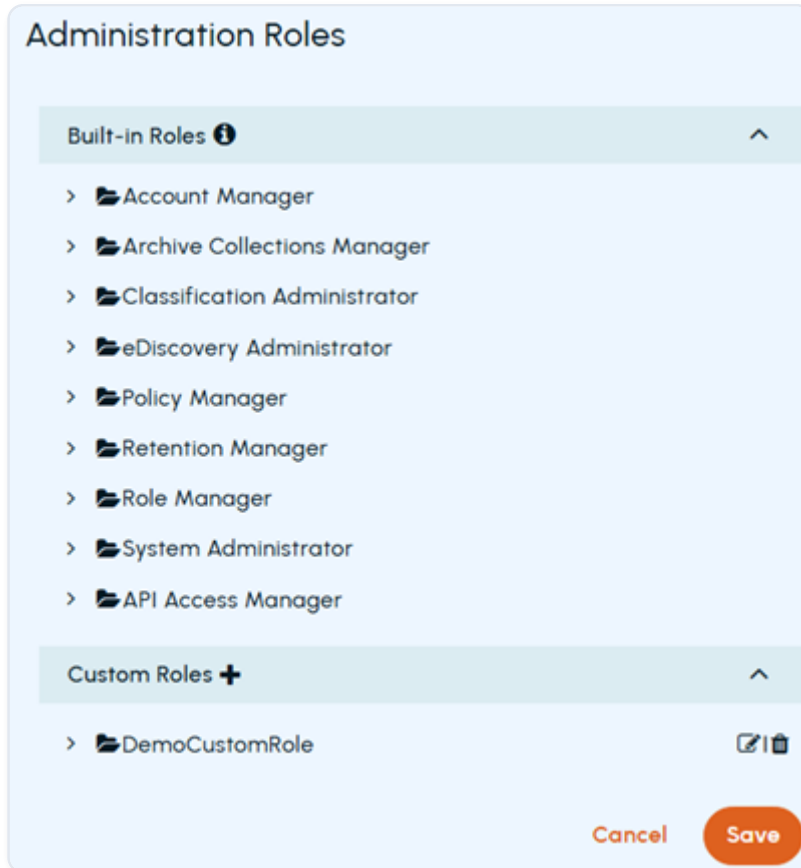 Administration Roles
Built-in Roles
Account Manager
Archive Collections Manager
Classification Administrator
eDiscovery Administrator
Policy Manager
Retention Manager
Role Manager
System Administrator
API Access Manager
Custom Roles
DemoCustomRole
Cancel Save